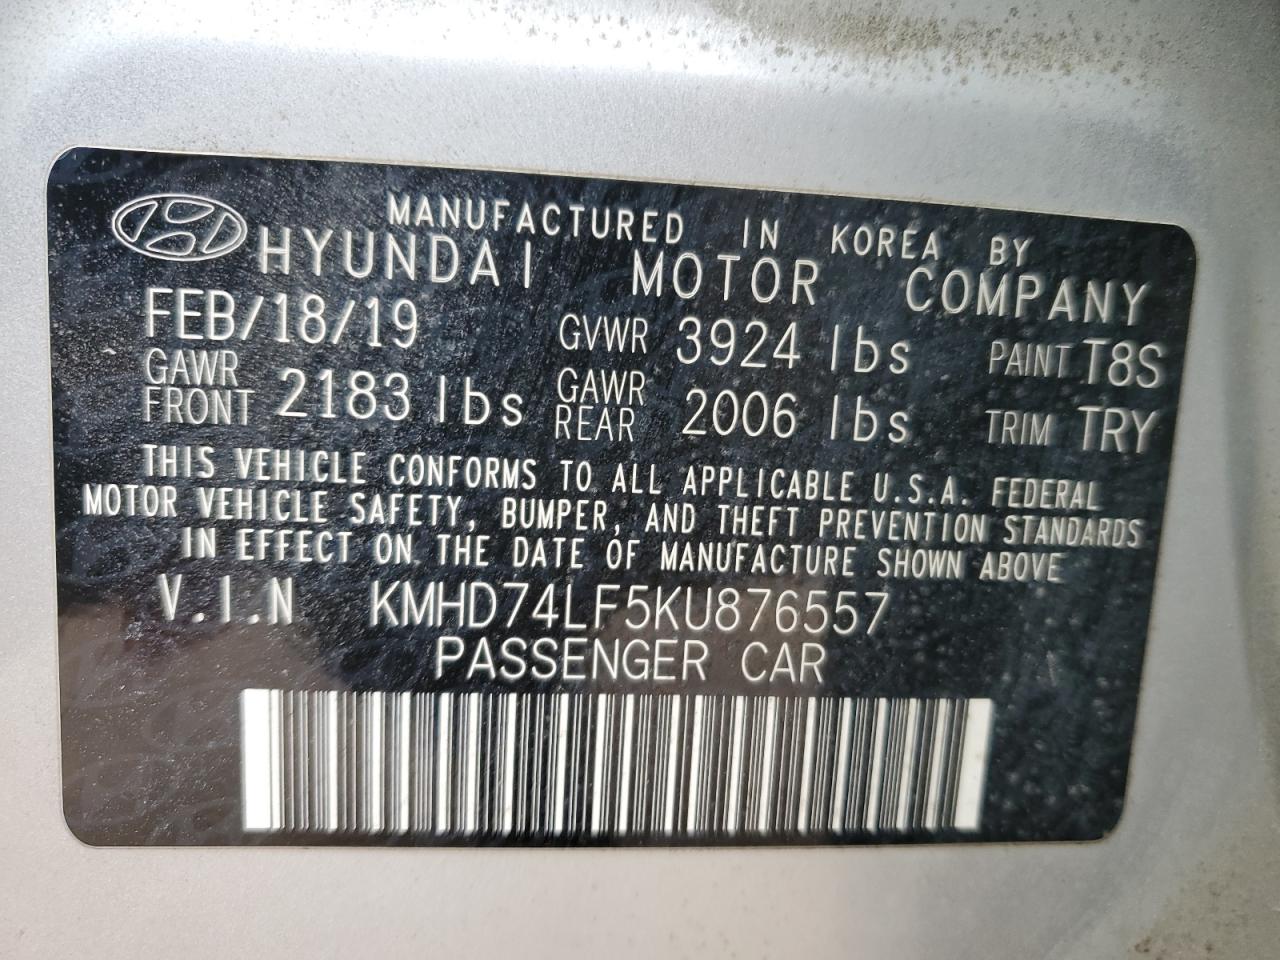 MANUFACTURED IN KOREA BY
HYUNDAI MOTOR COMPANY
FEB/18/19 GVWR 3924 lbs PAINT T8S
GAWR FRONT 2183 lbs GAWR REAR 2006 lbs TRIM TRY
THIS VEHICLE CONFORMS TO ALL APPLICABLE U.S.A. FEDERAL
MOTOR VEHICLE SAFETY, BUMPER, AND THEFT PREVENTION STANDARDS
IN EFFECT ON THE DATE OF MANUFACTURE SHOWN ABOVE
V.I.N KMHD74LF5KU876557
PASSENGER CAR